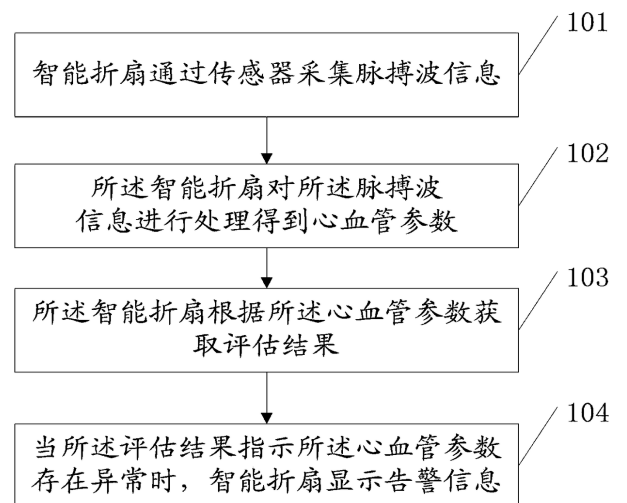 101
智能折扇通过传感器采集脉搏波信息
102
所述智能折扇对所述脉搏波
信息进行处理得到心血管参数
103
所述智能折扇根据所述心血管参数获
取评估结果
104
当所述评估结果指示所述心血管参数
存在异常时，智能折扇显示告警信息